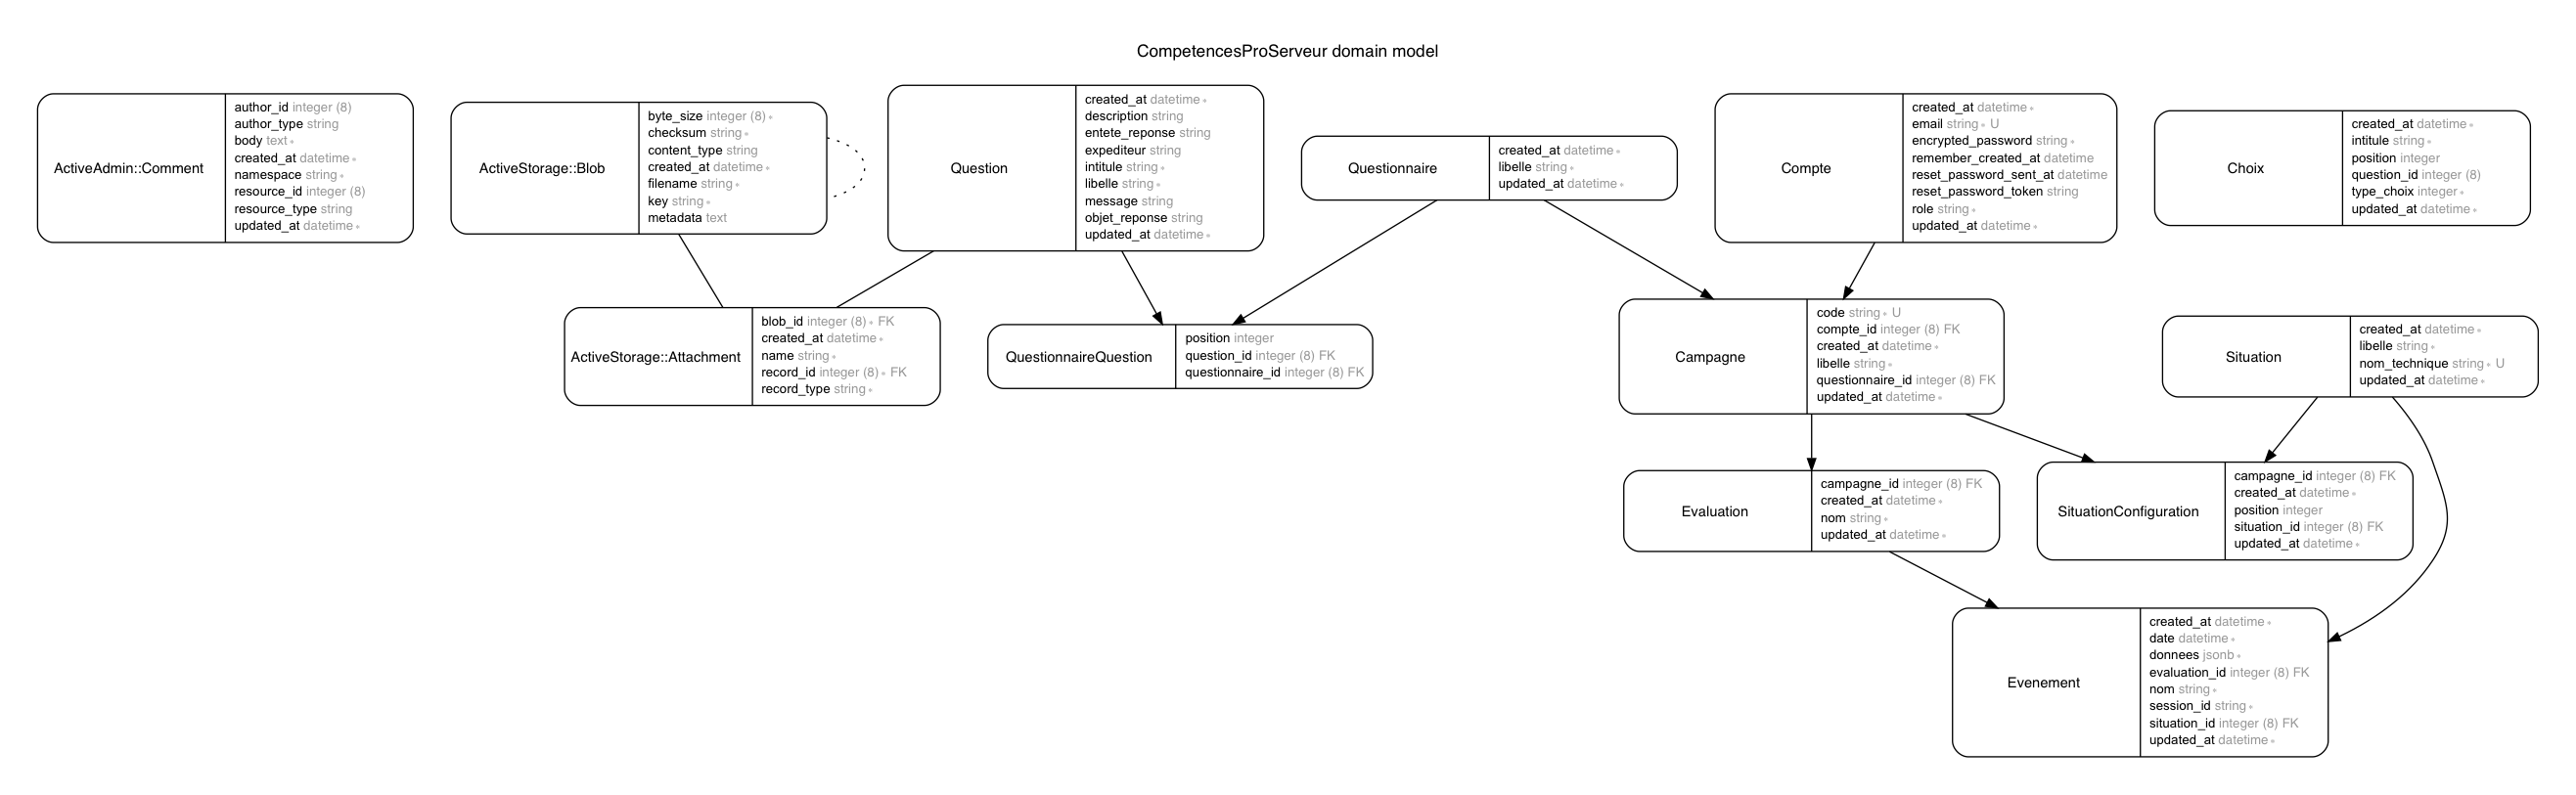 CompetencesProServeur domain model
ActiveAdmin::Comment
author_id integer (8)
author_type string
body text ∗
created_at datetime ∗
namespace string ∗
resource_id integer (8)
resource_type string
updated_at datetime ∗
ActiveStorage::Blob
byte_size integer (8) ∗
checksum string ∗
content_type string
created_at datetime ∗
filename string ∗
key string ∗
metadata text
Question
created_at datetime ∗
description string
entete_reponse string
expediteur string
intitule string ∗
libelle string ∗
message string
objet_reponse string
updated_at datetime ∗
Questionnaire
created_at datetime ∗
libelle string ∗
updated_at datetime ∗
Compte
created_at datetime ∗
email string ∗ U
encrypted_password string ∗
remember_created_at datetime
reset_password_sent_at datetime
reset_password_token string
role string ∗
updated_at datetime ∗
Choix
created_at datetime ∗
intitule string ∗
position integer
question_id integer (8)
type_choix integer ∗
updated_at datetime ∗
ActiveStorage::Attachment
blob_id integer (8) ∗ FK
created_at datetime ∗
name string ∗
record_id integer (8) ∗ FK
record_type string ∗
QuestionnaireQuestion
position integer
question_id integer (8) FK
questionnaire_id integer (8) FK
Campagne
code string ∗ U
compte_id integer (8) FK
created_at datetime ∗
libelle string ∗
questionnaire_id integer (8) FK
updated_at datetime ∗
Situation
created_at datetime ∗
libelle string ∗
nom_technique string ∗ U
updated_at datetime ∗
Evaluation
campagne_id integer (8) FK
created_at datetime ∗
nom string ∗
updated_at datetime ∗
SituationConfiguration
campagne_id integer (8) FK
created_at datetime ∗
position integer
situation_id integer (8) FK
updated_at datetime ∗
Evenement
created_at datetime ∗
date datetime ∗
donnees jsonb ∗
evaluation_id integer (8) FK
nom string ∗
session_id string ∗
situation_id integer (8) FK
updated_at datetime ∗